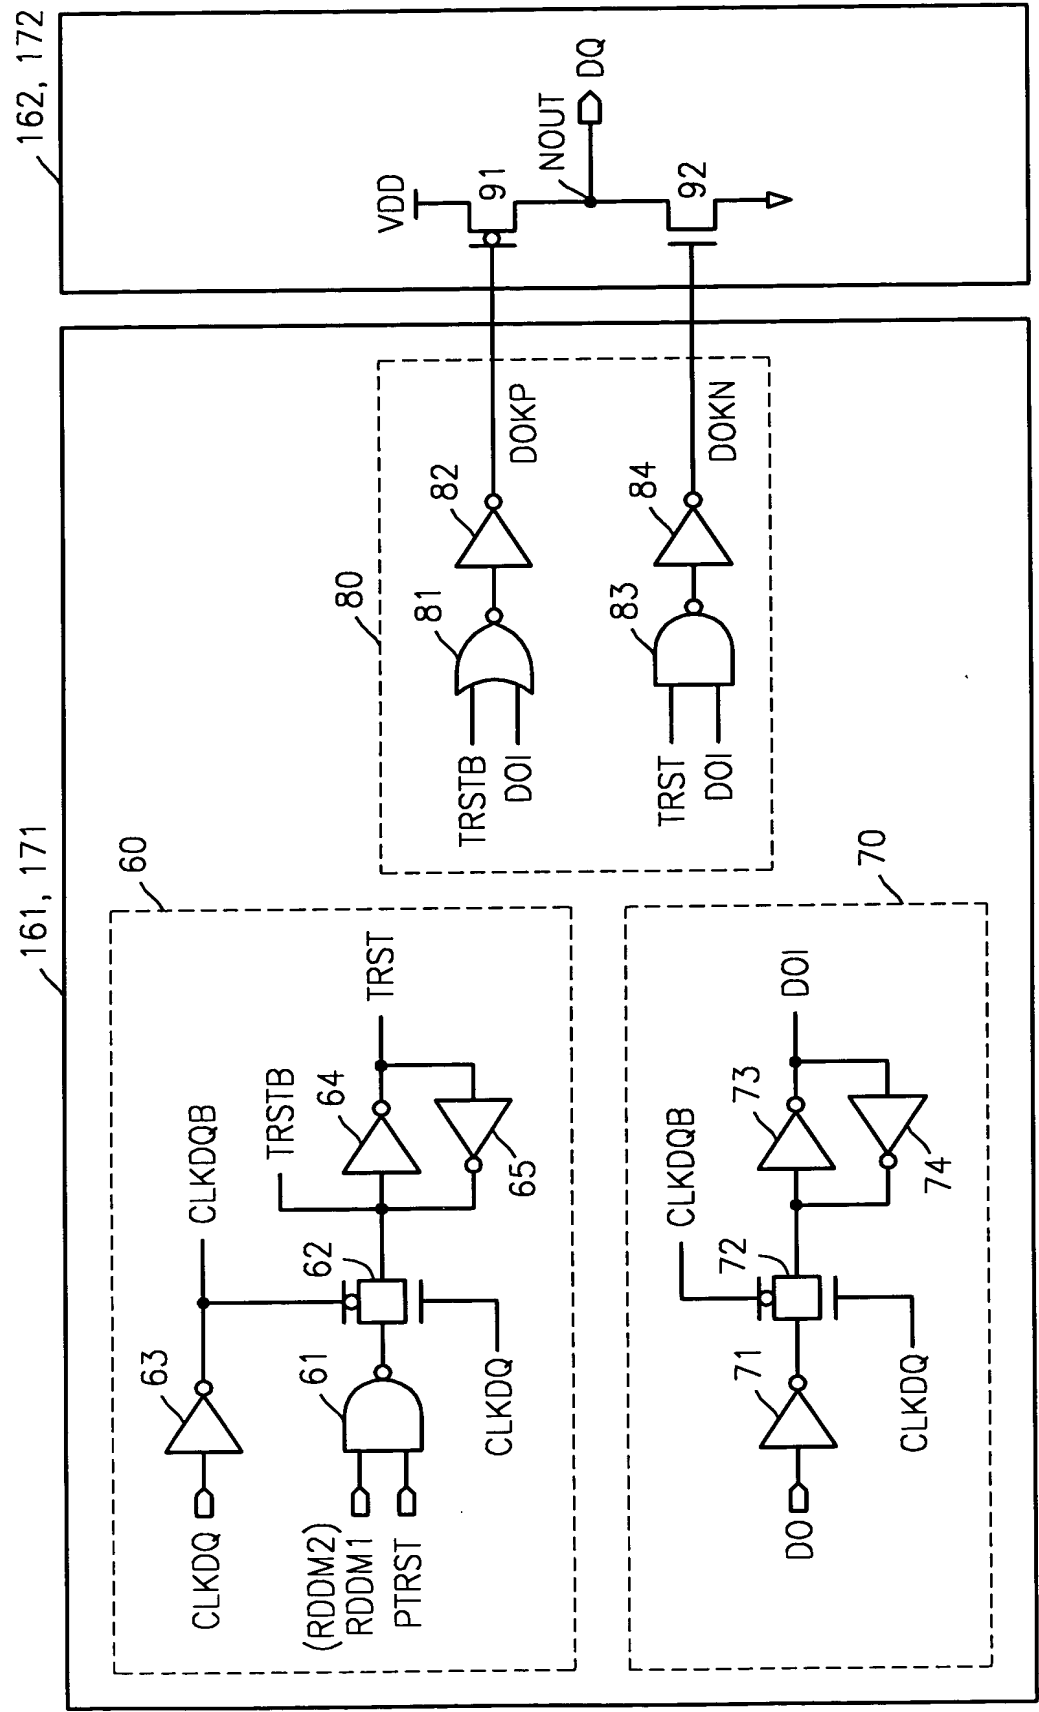 161, 171
162, 172
60
CLKDQ
63
CLKDQB
(RDDM2)
RDDM1
PTRST
61
62
CLKDQ
TRSTB
64
65
TRST
70
DO
71
72
CLKDQB
CLKDQ
73
74
DOI
80
TRSTB
DOI
81
82
DOKP
TRST
DOI
83
84
DOKN
VDD
91
NOUT
DQ
92